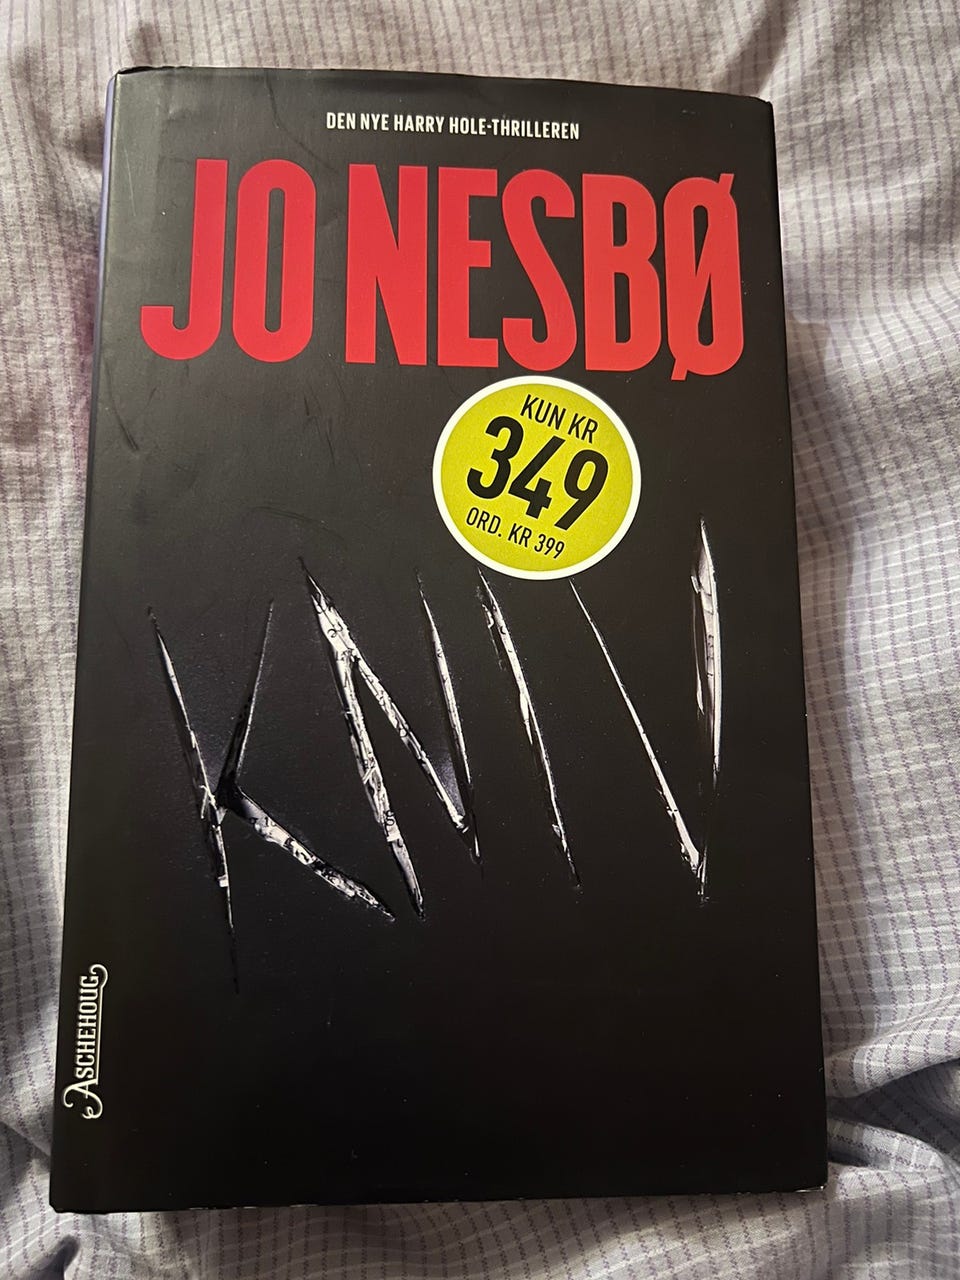 DEN NYE HARRY HOLE-THRILLEREN
JO NESBØ
KUN KR
349
ORD. KR 399
KNIV
ASCHEHOUG